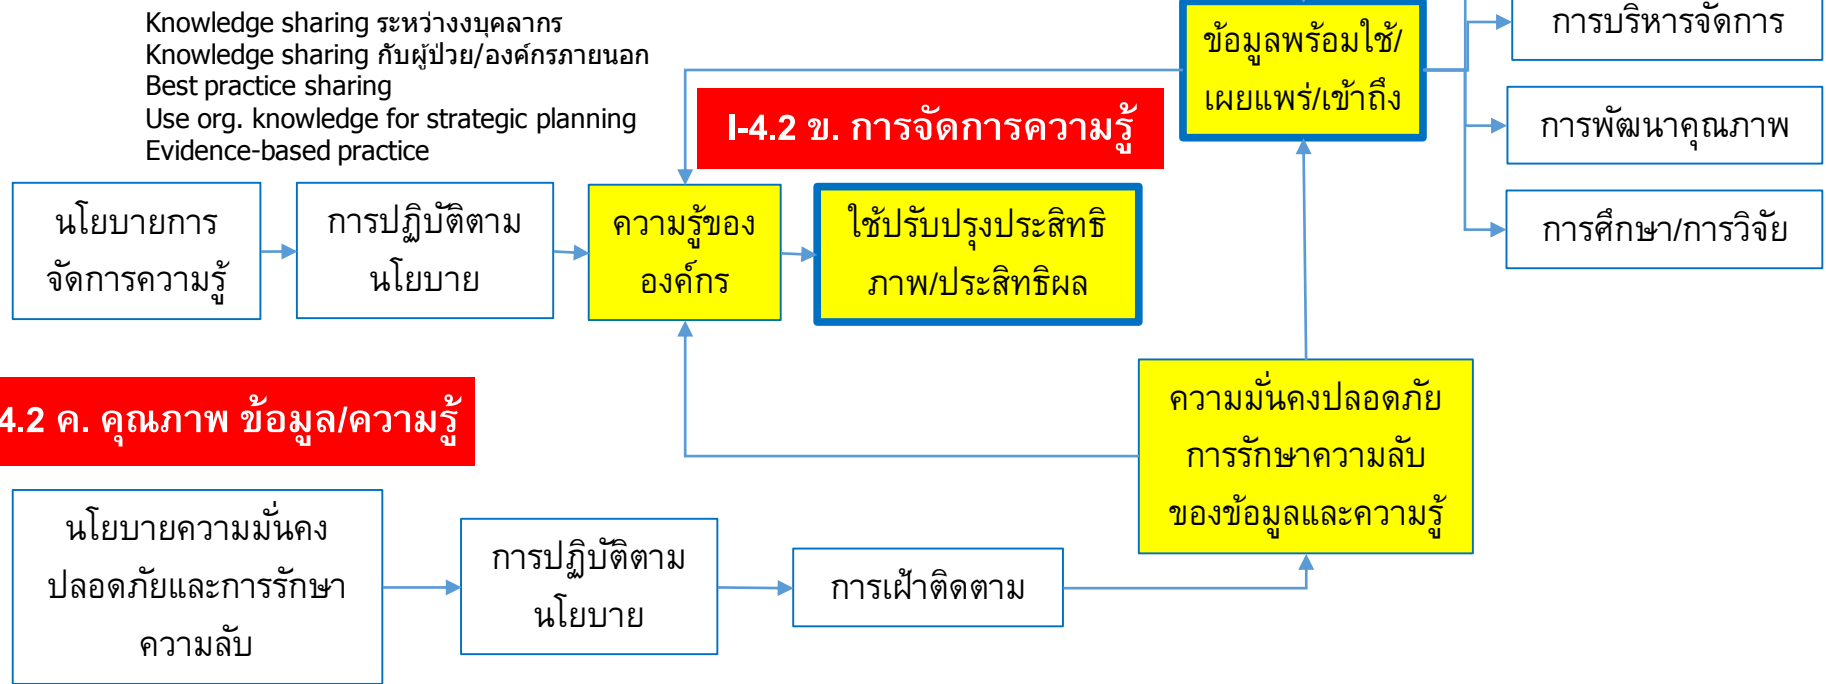 Knowledge sharing ระหว่างงบุคลากร
Knowledge sharing กับผู้ป่วย/องค์กรภายนอก
Best practice sharing
Use org. knowledge for strategic planning
Evidence-based practice
ข้อมูลพร้อมใช้/
เผยแพร่/เข้าถึง
การบริหารจัดการ
การพัฒนาคุณภาพ
การศึกษา/การวิจัย
I-4.2 ข. การจัดการความรู้
นโยบายการ
จัดการความรู้
การปฏิบัติตาม
นโยบาย
ความรู้ของ
องค์กร
ใช้ปรับปรุงประสิทธิ
ภาพ/ประสิทธิผล
4.2 ค. คุณภาพ ข้อมูล/ความรู้
ความมั่นคงปลอดภัย
การรักษาความลับ
ของข้อมูลและความรู้
นโยบายความมั่นคง
ปลอดภัยและการรักษา
ความลับ
การปฏิบัติตาม
นโยบาย
การเฝ้าติดตาม